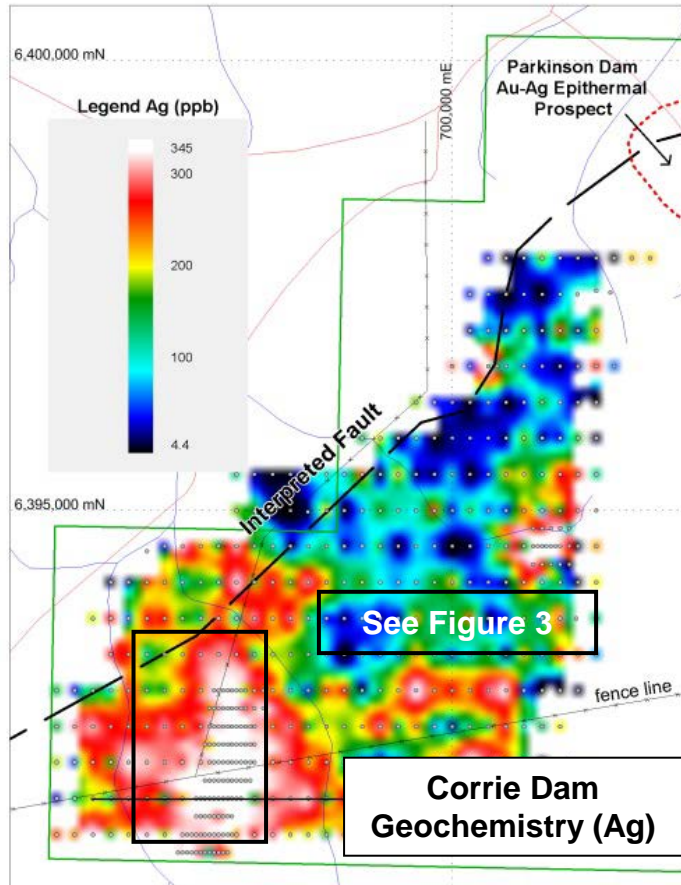 6,400,000 mN
700,000 mE
Parkinson Dam
Au-Ag Epithermal
Prospect
Legend Ag (ppb)
345
300
200
100
4.4
Interpreted Fault
6,395,000 mN
See Figure 3
fence line
Corrie Dam
Geochemistry (Ag)